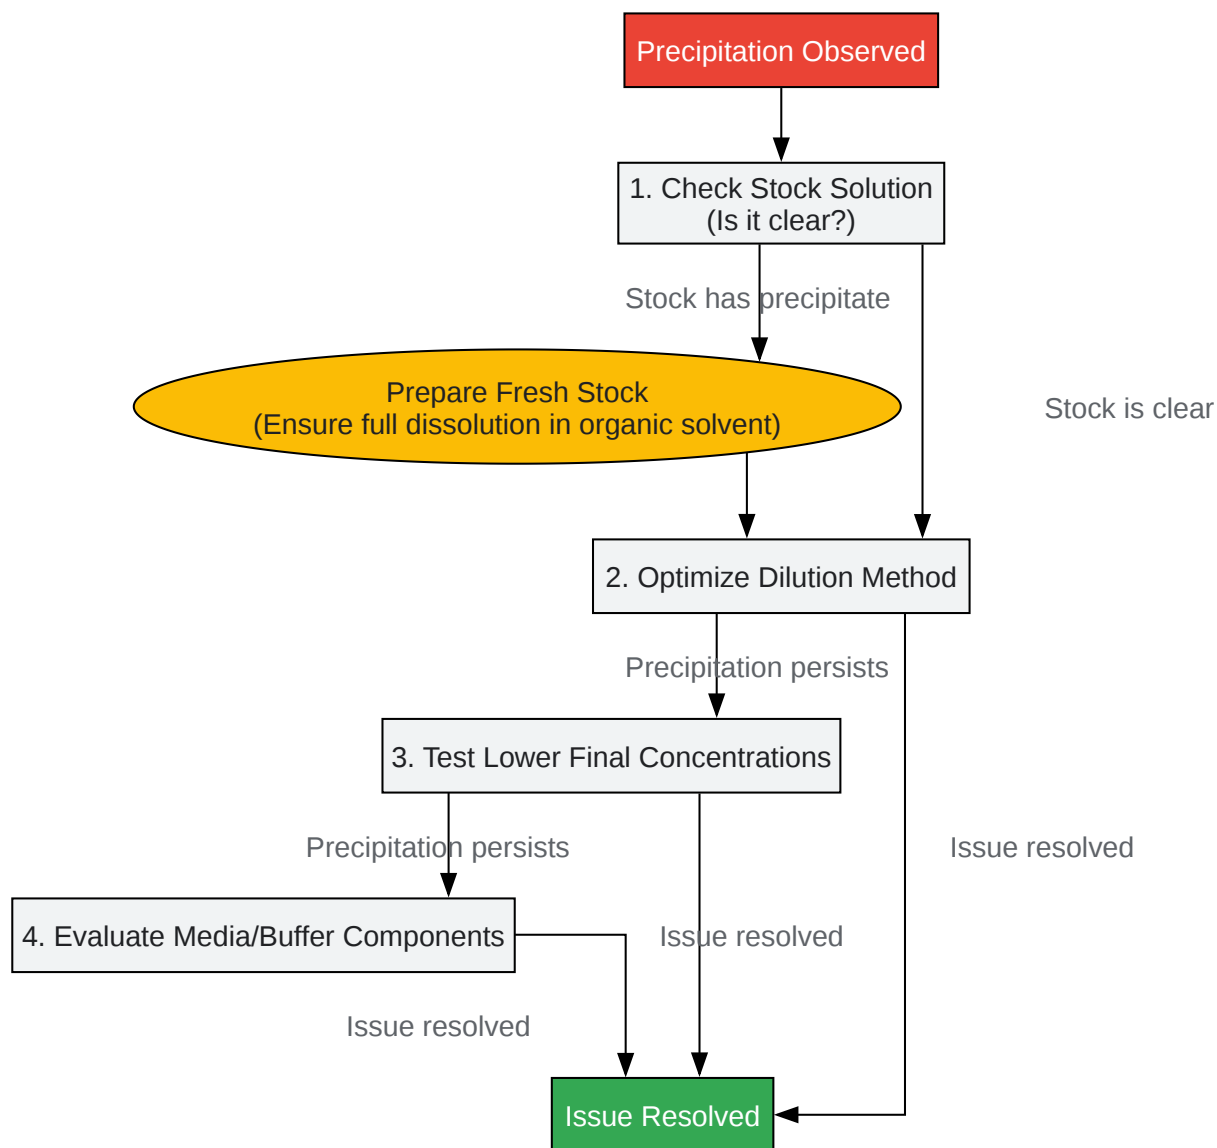 Precipitation Observed
1. Check Stock Solution
(Is it clear?)
Stock has precipitate
Prepare Fresh Stock
(Ensure full dissolution in organic solvent)
Stock is clear
2. Optimize Dilution Method
Precipitation persists
3. Test Lower Final Concentrations
Precipitation persists
Issue resolved
4. Evaluate Media/Buffer Components
Issue resolved
Issue resolved
Issue Resolved